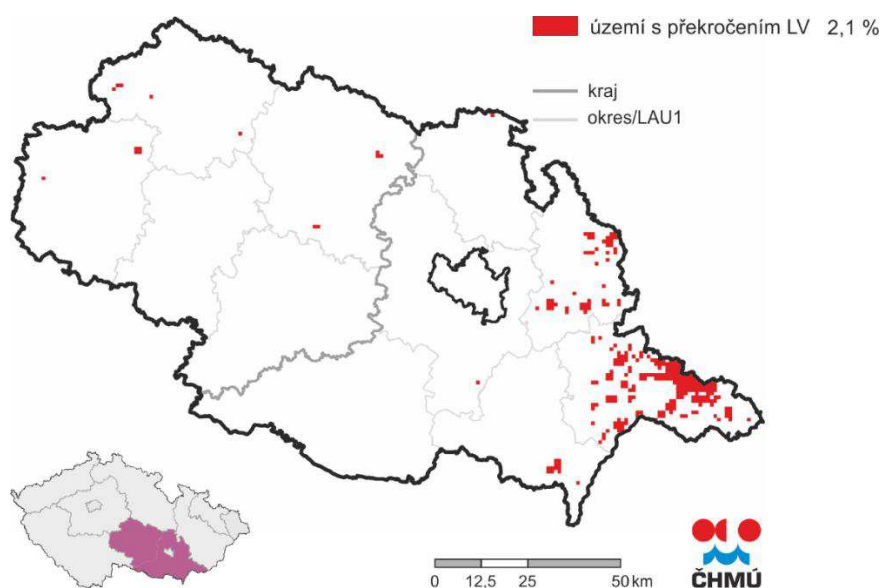 území s překročením LV 2,1 %
kraj
okres/LAU1
0 12,5 25 50 km
ČHMÚ